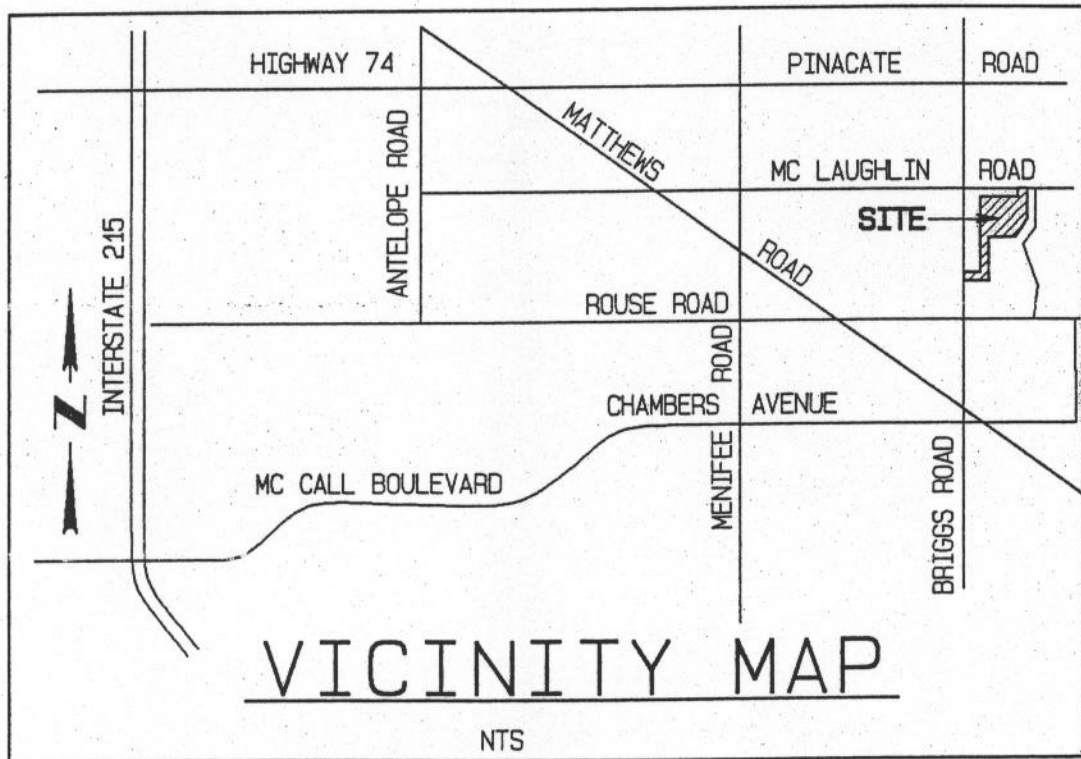 HIGHWAY 74
PINACATE ROAD
ANTELOPE ROAD
MATTHEWS ROAD
MC LAUGHLIN ROAD
SITE
INTERSTATE 215
ROUSE ROAD
MENIFEE ROAD
N
CHAMBERS AVENUE
MC CALL BOULEVARD
BRIGGS ROAD
VICINITY MAP
NTS